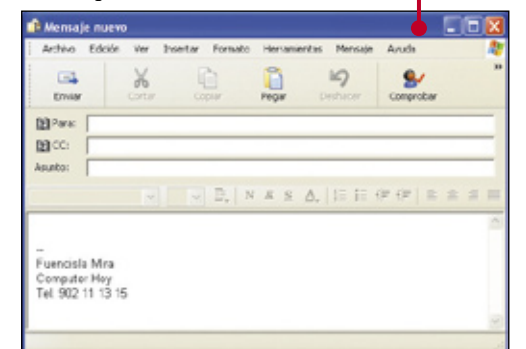 Mensaje nuevo
Archivo Edición Ver Insertar Formato Herramientas Mensaje Ayuda
Enviar Cortar Copiar Pegar Deshacer Comprobar
Para:
CC:
Asunto:
N K S A
--
Fuencisla Mira
Computer Hoy
Tel. 902 11 13 15